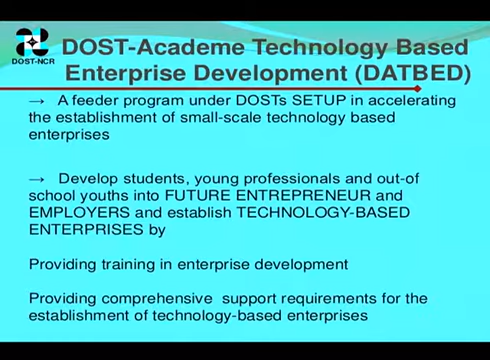 DOST-NCR
DOST-Academe Technology Based
Enterprise Development (DATBED)
→ A feeder program under DOSTs SETUP in accelerating
the establishment of small-scale technology based
enterprises
→ Develop students, young professionals and out-of
school youths into FUTURE ENTREPRENEUR and
EMPLOYERS and establish TECHNOLOGY-BASED
ENTERPRISES by
Providing training in enterprise development
Providing comprehensive support requirements for the
establishment of technology-based enterprises